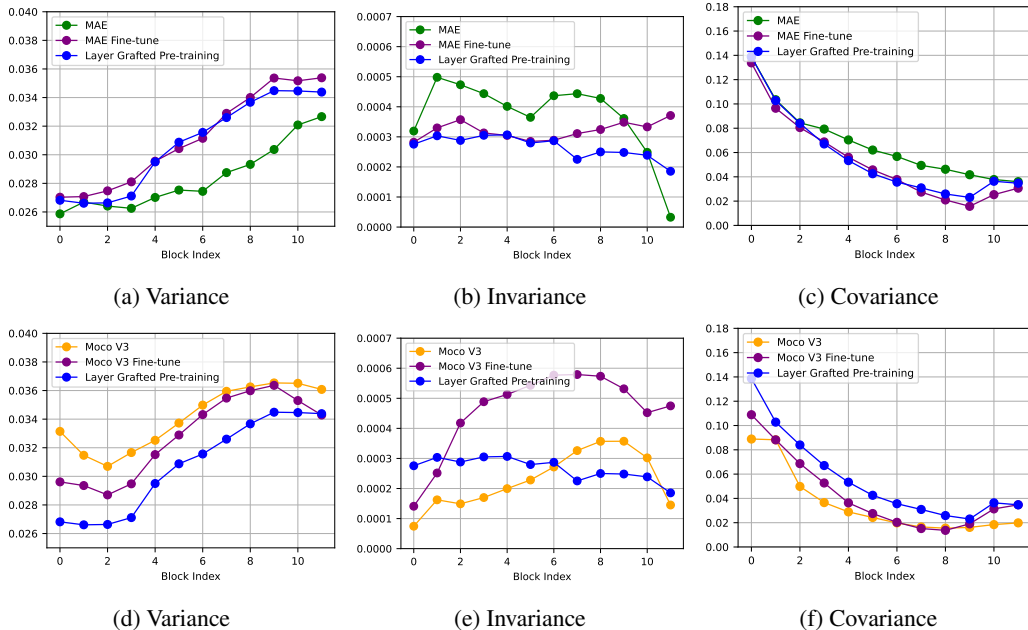 0.040
0.038
0.036
0.034
0.032
0.030
0.028
0.026
MAE
MAE Fine-tune
Layer Grafted Pre-training
0 2 4 6 8 10
Block Index
(a) Variance
0.0007
0.0006
0.0005
0.0004
0.0003
0.0002
0.0001
0.0000
MAE
MAE Fine-tune
Layer Grafted Pre-training
0 2 4 6 8 10
Block Index
(b) Invariance
0.18
0.16
0.14
0.12
0.10
0.08
0.06
0.04
0.02
0.00
MAE
MAE Fine-tune
Layer Grafted Pre-training
0 2 4 6 8 10
Block Index
(c) Covariance
0.040
0.038
0.036
0.034
0.032
0.030
0.028
0.026
Moco V3
Moco V3 Fine-tune
Layer Grafted Pre-training
0 2 4 6 8 10
Block Index
(d) Variance
0.0007
0.0006
0.0005
0.0004
0.0003
0.0002
0.0001
0.0000
Moco V3
Moco V3 Fine-tune
Layer Grafted Pre-training
0 2 4 6 8 10
Block Index
(e) Invariance
0.18
0.16
0.14
0.12
0.10
0.08
0.06
0.04
0.02
0.00
Moco V3
Moco V3 Fine-tune
Layer Grafted Pre-training
0 2 4 6 8 10
Block Index
(f) Covariance